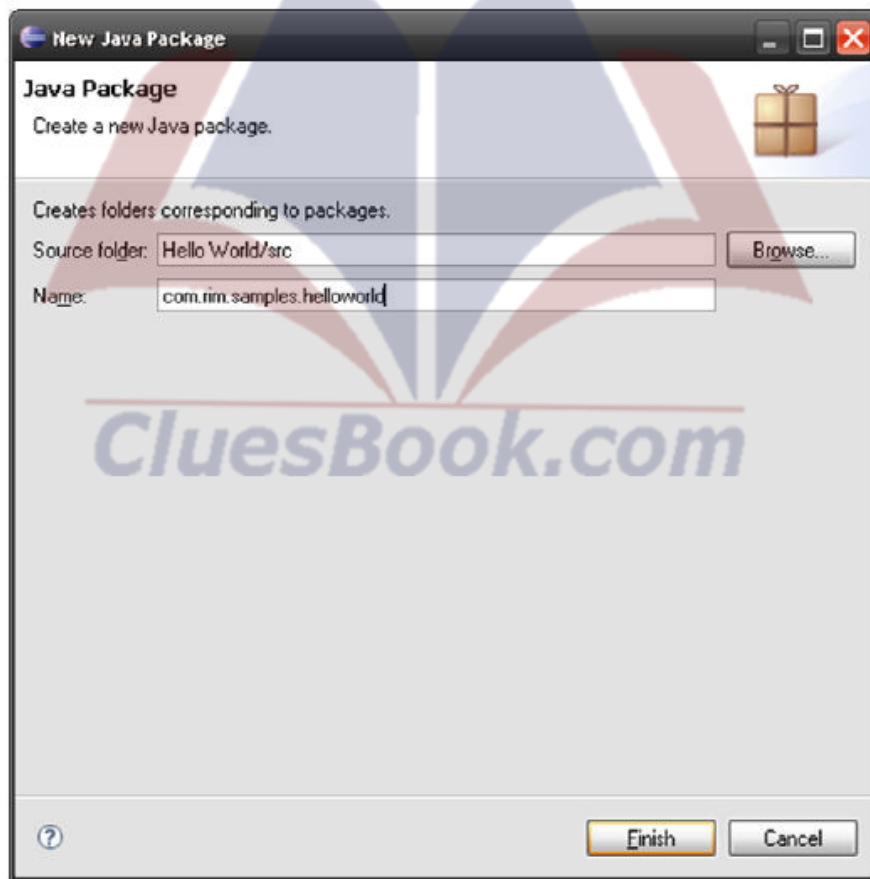 New Java Package
Java Package
Create a new Java package.
Creates folders corresponding to packages.
Source folder: Hello World/src Browse...
Name: com.rim.samples.helloworld
CluesBook.com
? Finish Cancel